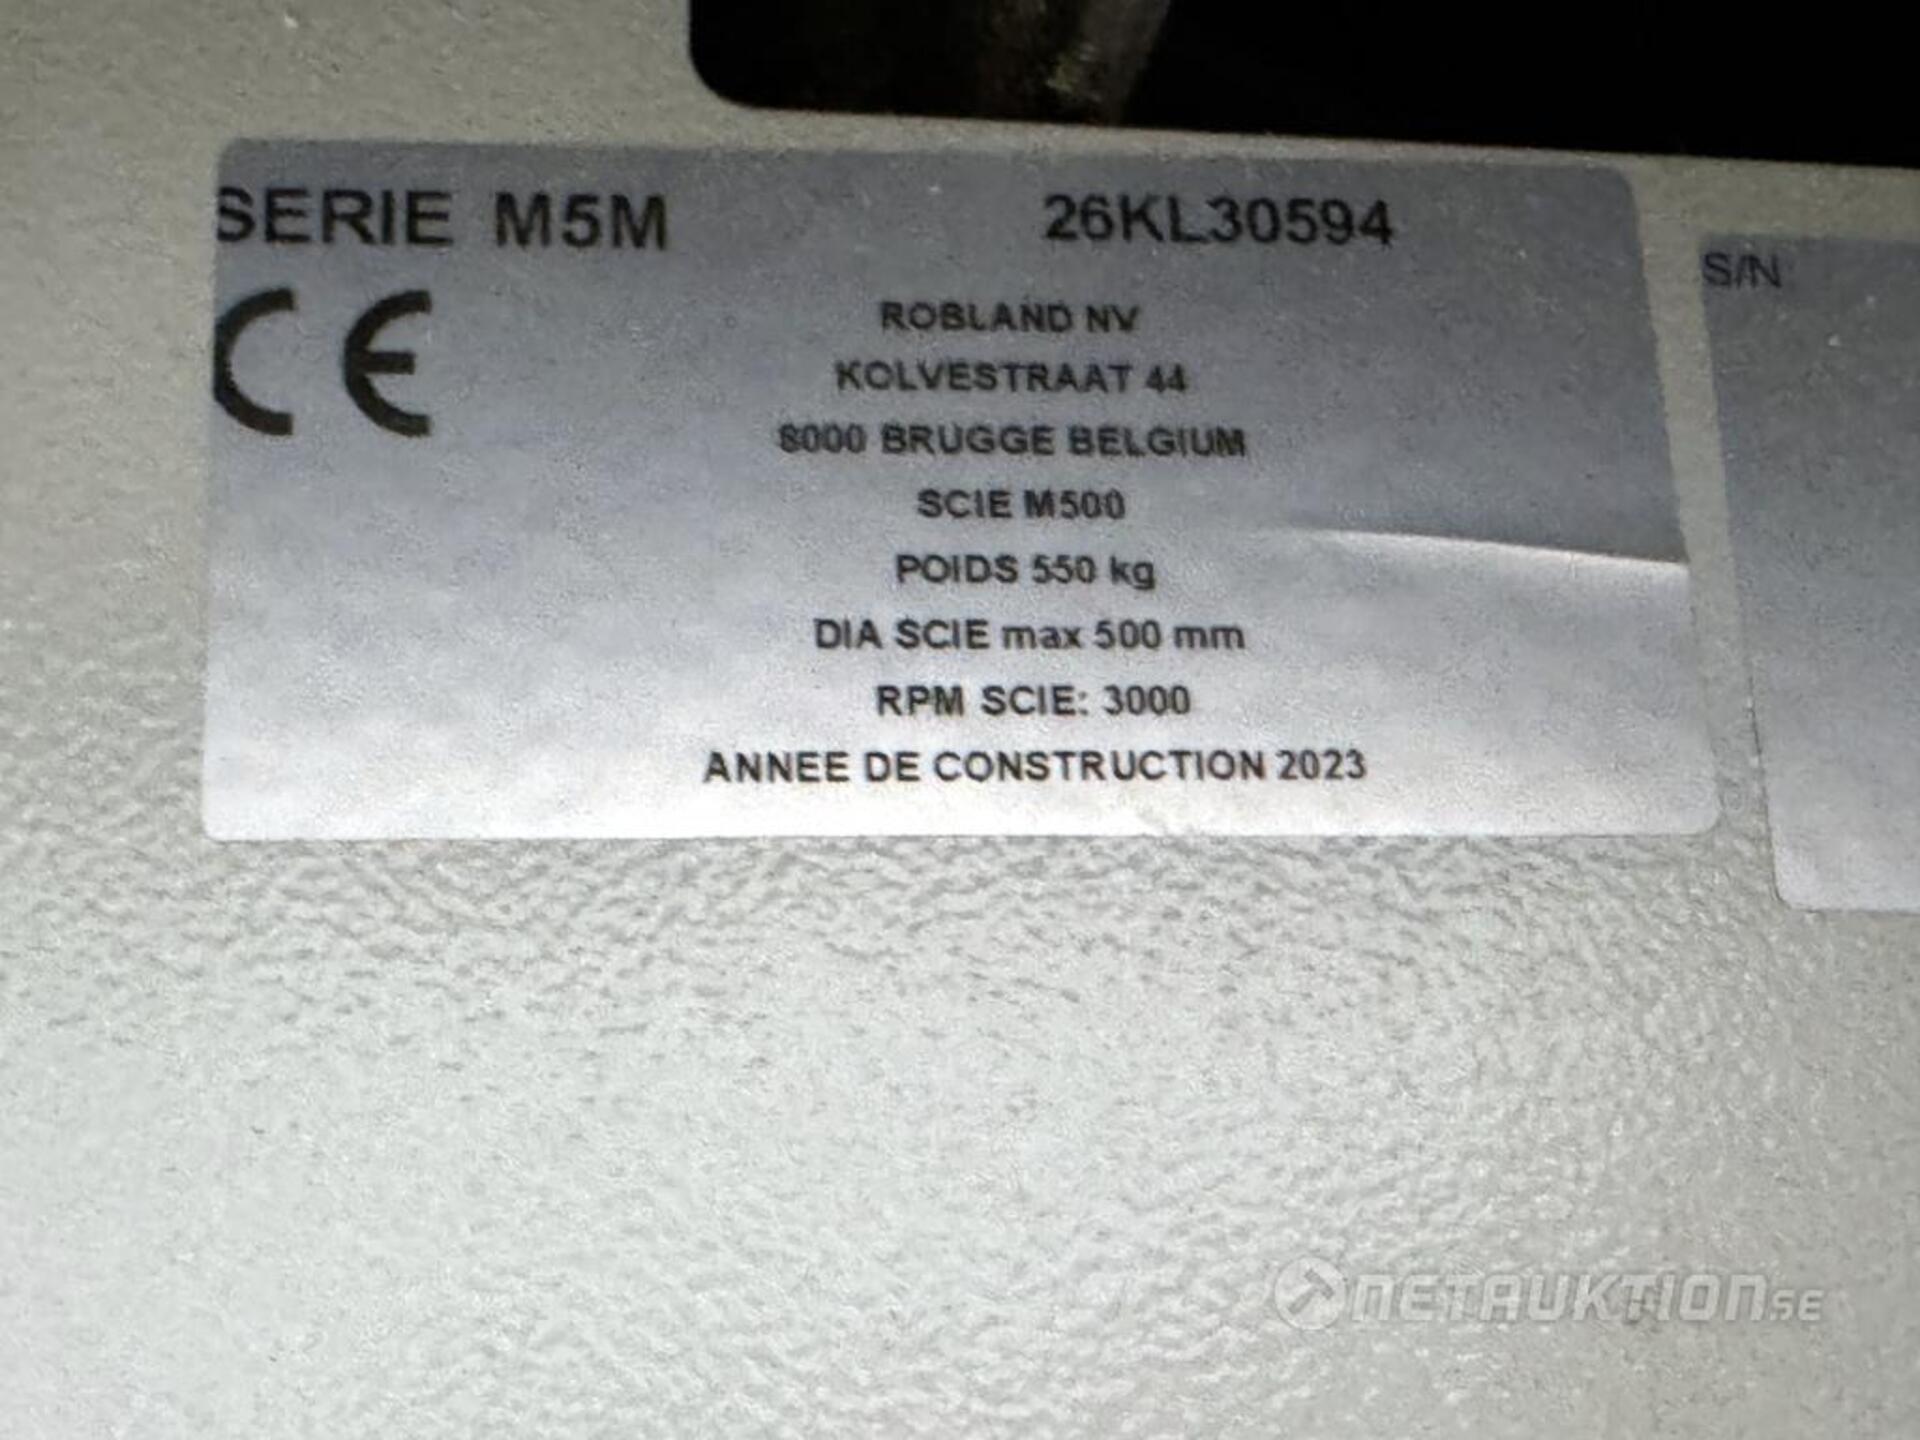 SERIE M5M 26KL30594
CE
ROBLAND NV
KOLVESTRAAT 44
8000 BRUGGE BELGIUM
SCIE M500
POIDS 550 kg
DIA SCIE max 500 mm
RPM SCIE: 3000
ANNEE DE CONSTRUCTION 2023
S/N
NETAUKTION.SE